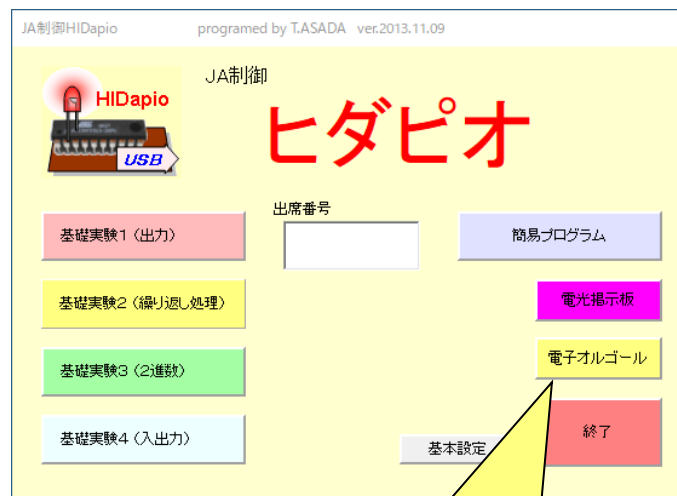 JA制御HIDapio programed by T.ASADA ver.2013.11.09
JA制御
HIDapio
USB
ヒダピオ
出席番号
基礎実験1（出力）
簡易プログラム
基礎実験2（繰り返し処理）
電光掲示板
電子オルゴール
基礎実験3（2進数）
基礎実験4（入出力）
終了
基本設定